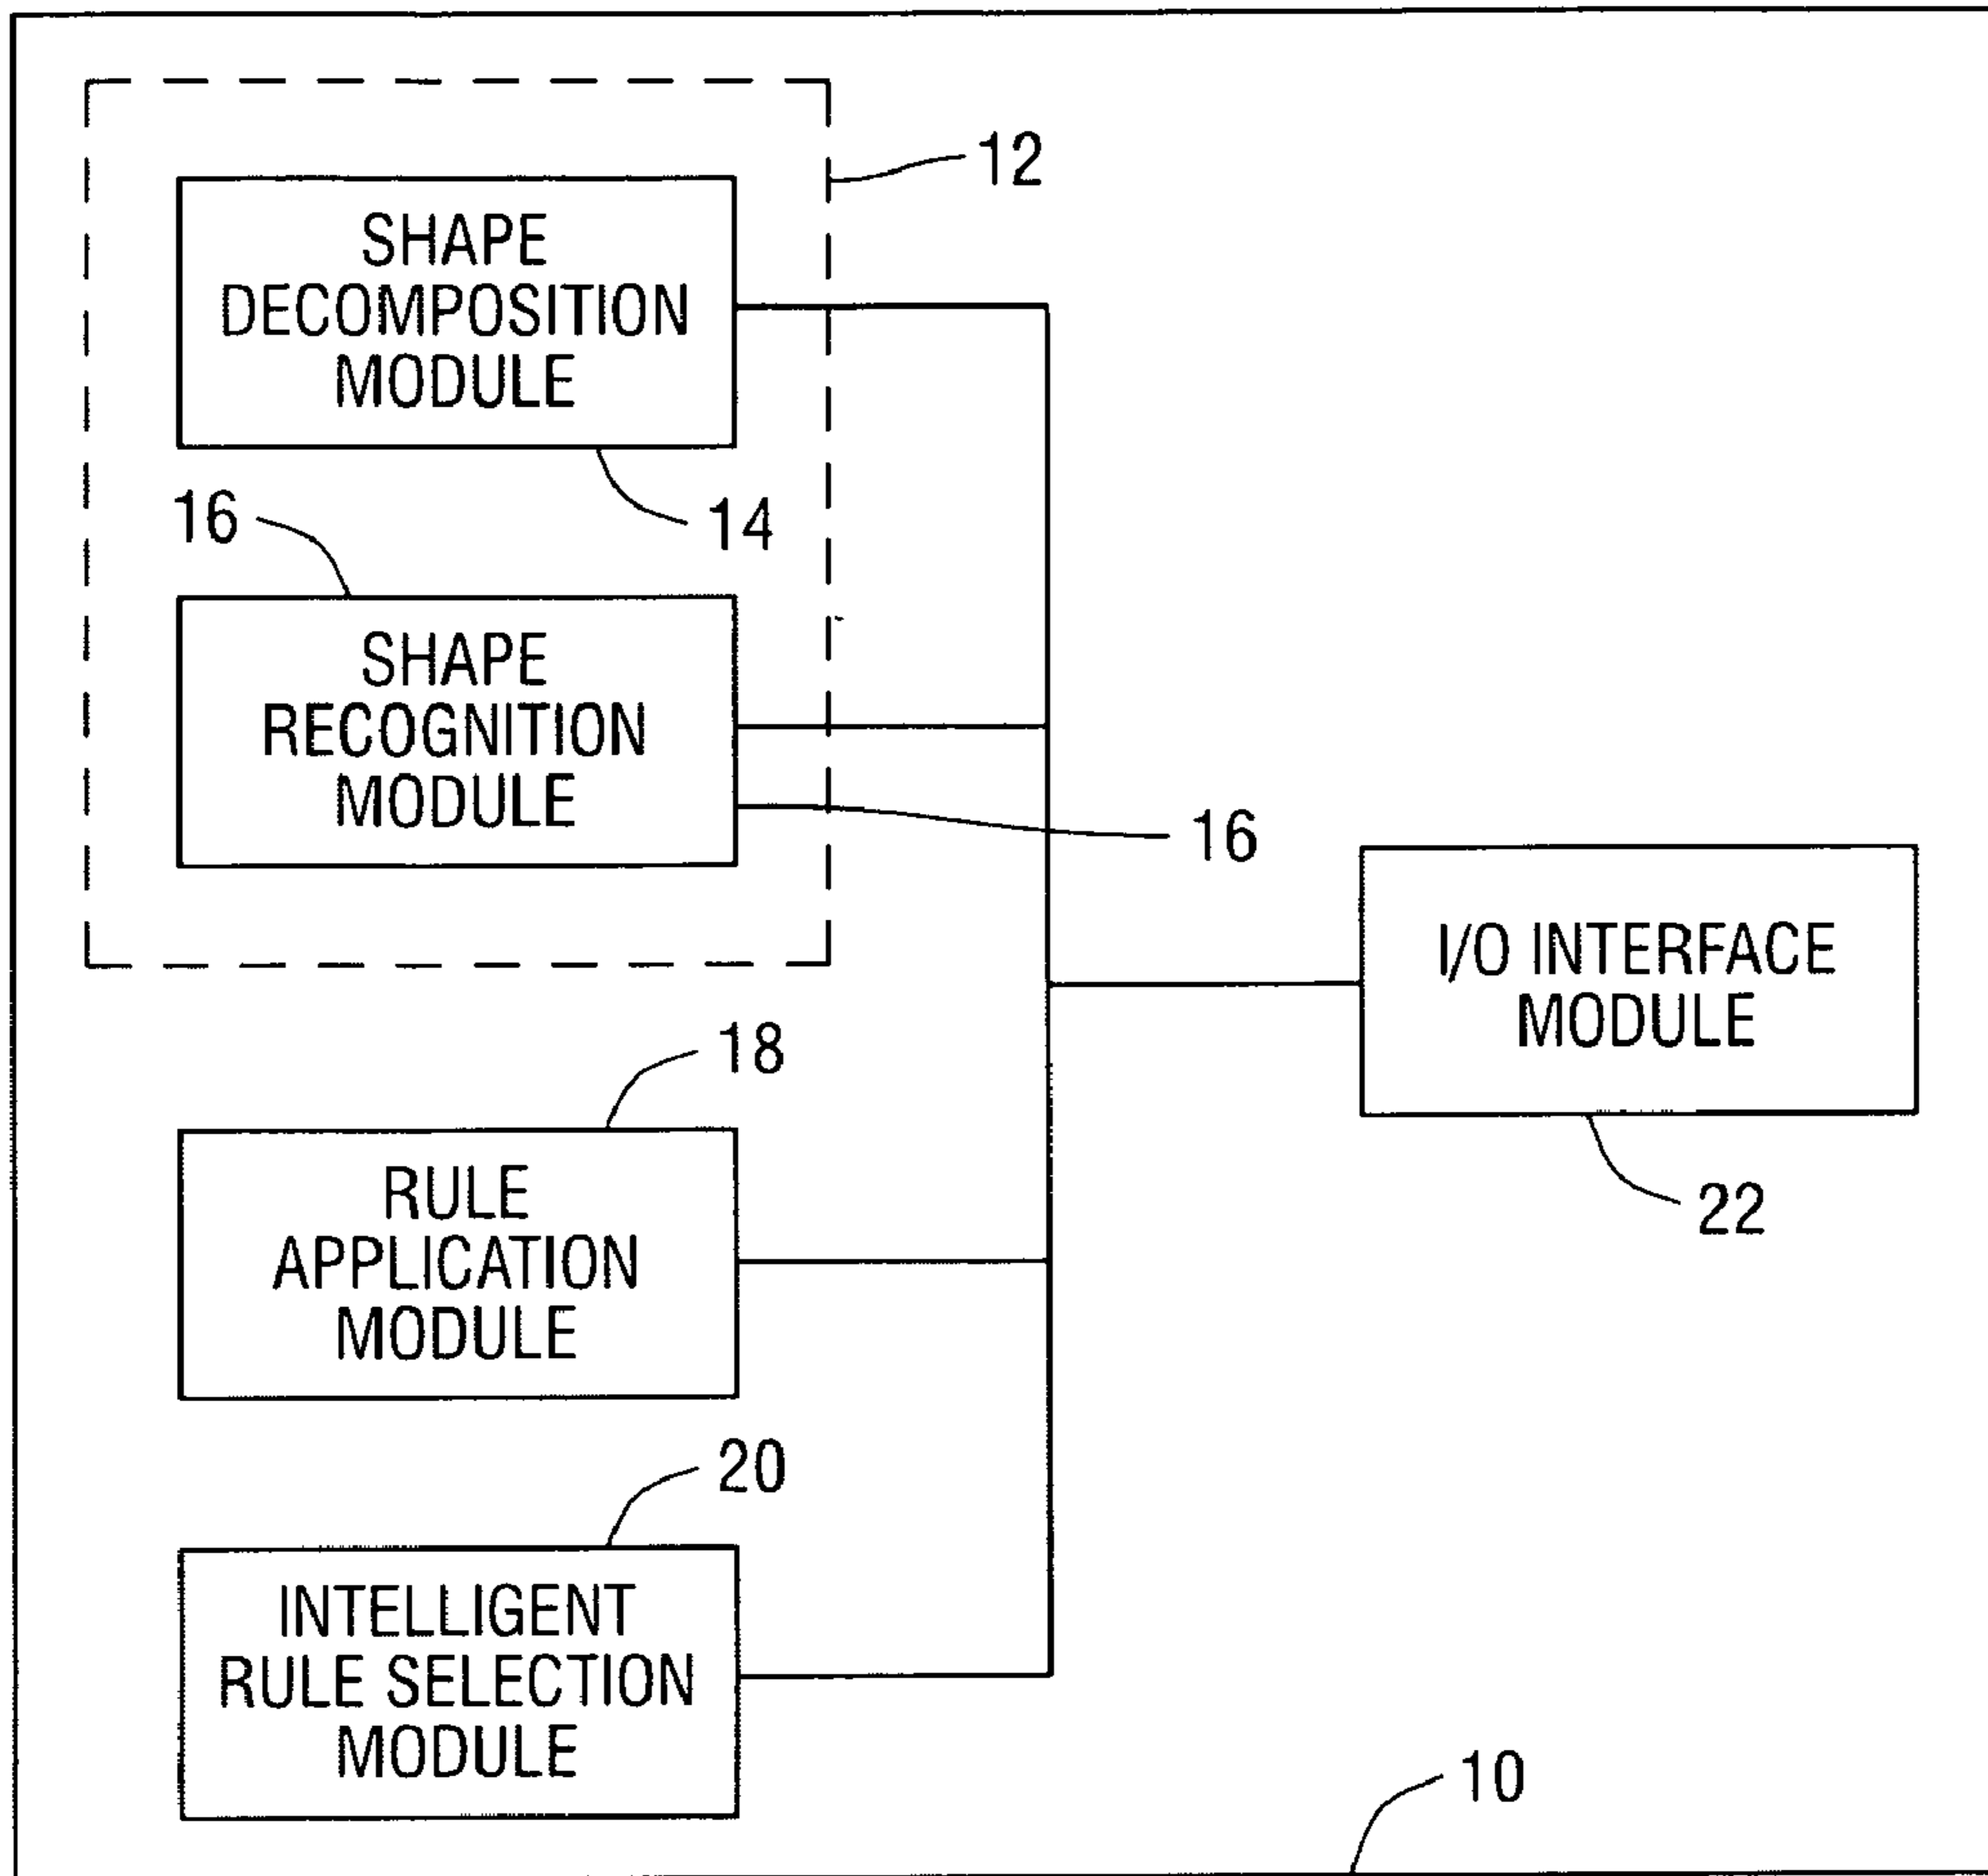 12
SHAPE
DECOMPOSITION
MODULE
14
16
SHAPE
RECOGNITION
MODULE
16
I/O INTERFACE
MODULE
22
18
RULE
APPLICATION
MODULE
20
INTELLIGENT
RULE SELECTION
MODULE
10